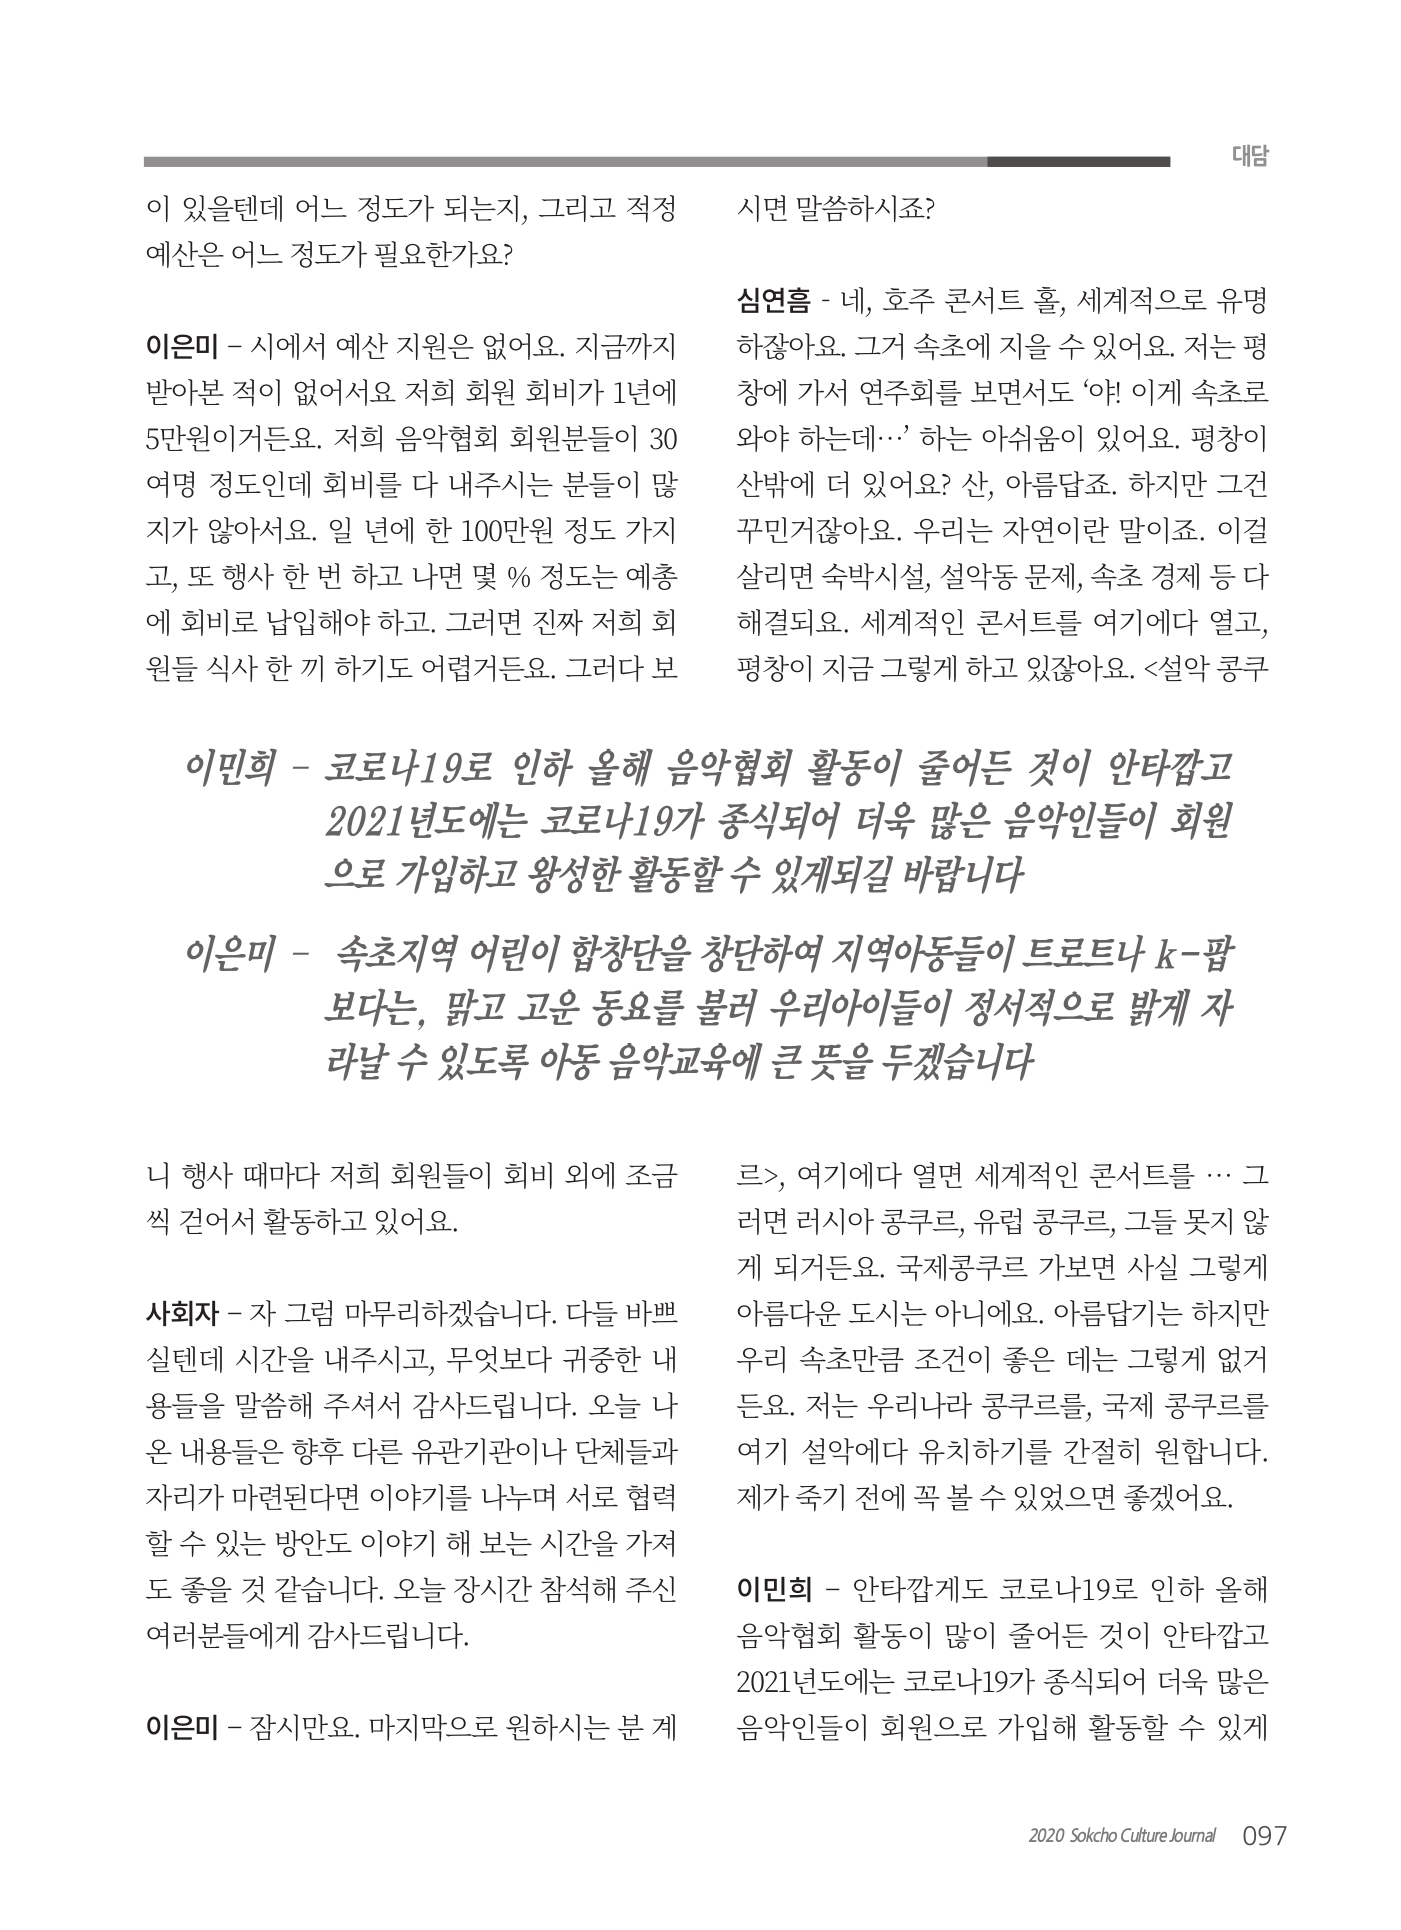 대담
이 있을텐데 어느 정도가 되는지, 그리고 적정
예산은 어느 정도가 필요한가요?
이은미 – 시에서 예산 지원은 없어요. 지금까지
받아본 적이 없어서요 저희 회원 회비가 1년에
5만원이거든요. 저희 음악협회 회원분들이 30
여명 정도인데 회비를 다 내주시는 분들이 많
지가 않아서요. 일 년에 한 100만원 정도 가지
고, 또 행사 한 번 하고 나면 몇 % 정도는 예총
에 회비로 납입해야 하고. 그러면 진짜 저희 회
원들 식사 한 끼 하기도 어렵거든요. 그러다 보
니 행사 때마다 저희 회원들이 회비 외에 조금
씩 걷어서 활동하고 있어요.
사회자 – 자 그럼 마무리하겠습니다. 다들 바쁘
실텐데 시간을 내주시고, 무엇보다 귀중한 내
용들을 말씀해 주셔서 감사드립니다. 오늘 나
온 내용들은 향후 다른 유관기관이나 단체들과
자리가 마련된다면 이야기를 나누며 서로 협력
할 수 있는 방안도 이야기 해 보는 시간을 가져
도 좋을 것 같습니다. 오늘 장시간 참석해 주신
여러분들에게 감사드립니다.
이은미 – 잠시만요. 마지막으로 원하시는 분 계
시면 말씀하시죠?
심연흠 - 네, 호주 콘서트 홀, 세계적으로 유명
하잖아요. 그거 속초에 지을 수 있어요. 저는 평
창에 가서 연주회를 보면서도 ‘야! 이게 속초로
와야 하는데…’ 하는 아쉬움이 있어요. 평창이
산밖에 더 있어요? 산, 아름답죠. 하지만 그건
꾸민거잖아요. 우리는 자연이란 말이죠. 이걸
살리면 숙박시설, 설악동 문제, 속초 경제 등 다
해결되요. 세계적인 콘서트를 여기에다 열고,
평창이 지금 그렇게 하고 있잖아요. <설악 콩쿠
르>, 여기에다 열면 세계적인 콘서트를 … 그
러면 러시아 콩쿠르, 유럽 콩쿠르, 그들 못지 않
게 되거든요. 국제콩쿠르 가보면 사실 그렇게
아름다운 도시는 아니에요. 아름답기는 하지만
우리 속초만큼 조건이 좋은 데는 그렇게 없거
든요. 저는 우리나라 콩쿠르를, 국제 콩쿠르를
여기 설악에다 유치하기를 간절히 원합니다.
제가 죽기 전에 꼭 볼 수 있었으면 좋겠어요.
이민희 – 안타깝게도 코로나19로 인하 올해
음악협회 활동이 많이 줄어든 것이 안타깝고
2021년도에는 코로나19가 종식되어 더욱 많은
음악인들이 회원으로 가입해 활동할 수 있게
이민희 – 코로나19로 인하 올해 음악협회 활동이 줄어든 것이 안타깝고
2021년도에는 코로나19가 종식되어 더욱 많은 음악인들이 회원
으로 가입하고 왕성한 활동할 수 있게되길 바랍니다
이은미 – 속초지역 어린이 합창단을 창단하여 지역아동들이 트로트나 k-팝
보다는, 맑고 고운 동요를 불러 우리아이들이 정서적으로 밝게 자
라날 수 있도록 아동 음악교육에 큰 뜻을 두겠습니다
2020 Sokcho Culture Journal 097